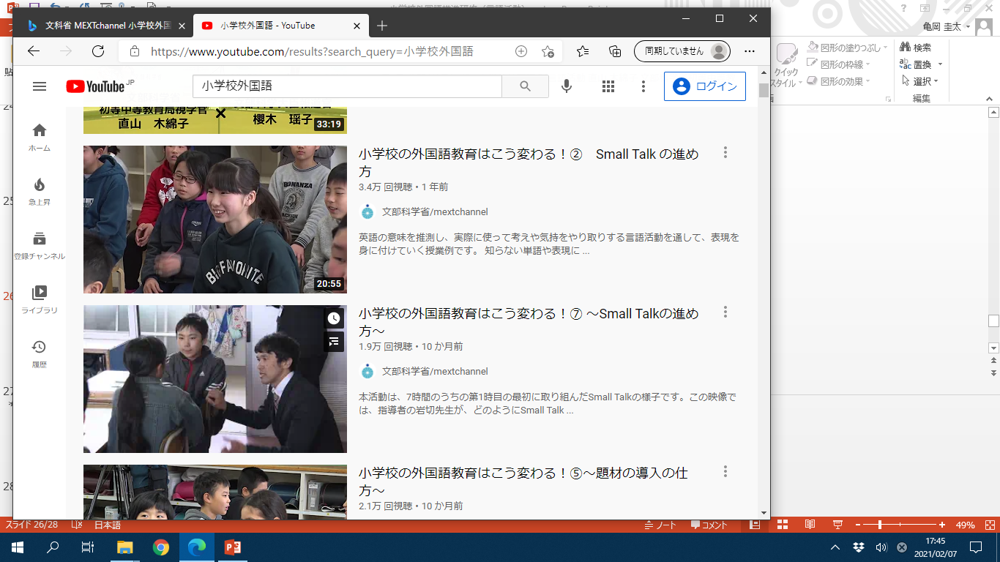 文科省 MEXTchannel 小学校外国
小学校外国語 - YouTube
https://www.youtube.com/results?search_query=小学校外国語
同期していません
YouTube JP
小学校外国語
ログイン
ホーム
急上昇
登録チャンネル
ライブラリ
履歴
初等中等教育局視学官
直山 木綿子
×
櫻木 瑶子
33:19
小学校の外国語教育はこう変わる!② Small Talk の進め
方
3.4万 回視聴・1 年前
文部科学省/mextchannel
英語の意味を推測し、実際に使って考えや気持をやり取りする言語活動を通して、表現を
身に付けていく授業例です。 知らない単語や表現に ...
BONANZA
BIG FAVORITE
20:55
小学校の外国語教育はこう変わる!⑦ ～Small Talkの進め
方～
1.9万 回視聴・10 か月前
文部科学省/mextchannel
本活動は、7時間のうちの第1時目の最初に取り組んだSmall Talkの様子です。この映像で
は、指導者の岩切先生が、どのようにSmall Talk ...
小学校の外国語教育はこう変わる!⑤～題材の導入の仕
方～
2.1万 回視聴・10 か月前
亀岡 圭太
クイック
スタイル
図形の塗りつぶし
図形の枠線
図形の効果
検索
置換
選択
編集
貼
25
26
27
28
スライド 26/28
日本語
ノート
コメント
49%
17:45
2021/02/07